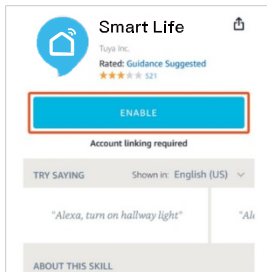 Smart Life
Tuya Inc.
Rated: Guidance Suggested
521
ENABLE
Account linking required
TRY SAYING
Shown in: English (US)
"Alexa, turn on hallway light"
ABOUT THIS SKILL